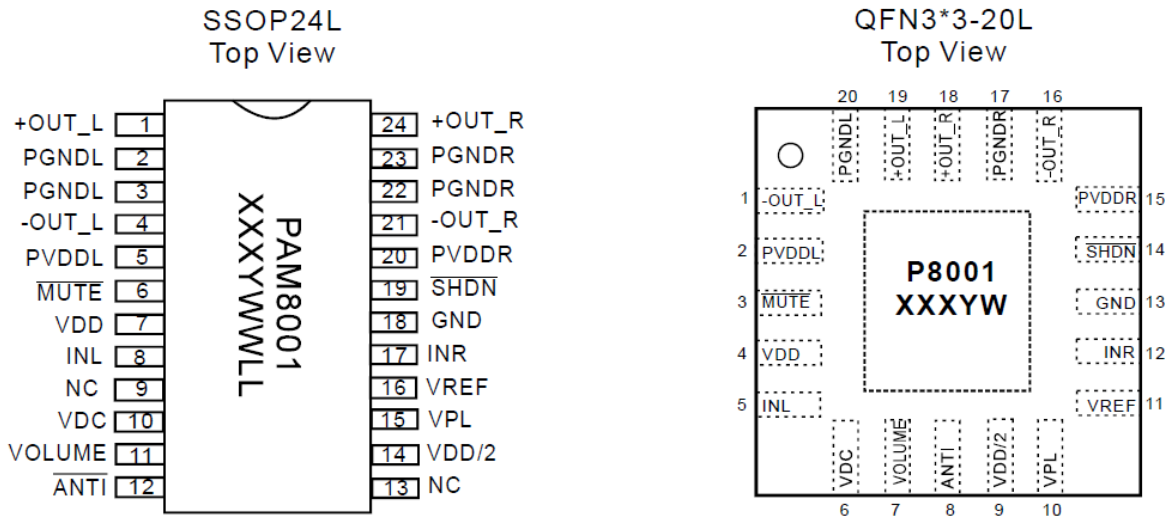 SSOP24L
Top View
+OUT_L 1
PGNDL 2
PGNDL 3
-OUT_L 4
PVDDL 5
M̅U̅T̅E̅ 6
VDD 7
INL 8
NC 9
VDC 10
VOLUME 11
A̅N̅T̅I̅ 12
24 +OUT_R
23 PGNDR
22 PGNDR
21 -OUT_R
20 PVDDR
19 S̅H̅D̅N̅
18 GND
17 INR
16 VREF
15 VPL
14 VDD/2
13 NC
PAM8001
XXXYWWLL
QFN3*3-20L
Top View
20 19 18 17 16
PGNDL +OUT_L +OUT_R PGNDR -OUT_R
1 -OUT_L
2 PVDDL
3 M̅U̅T̅E̅
4 VDD
5 INL
PVDDR 15
S̅H̅D̅N̅ 14
GND 13
INR 12
VREF 11
P8001
XXXYW
VDC VOLUME ANTI VDD/2 VPL
6 7 8 9 10